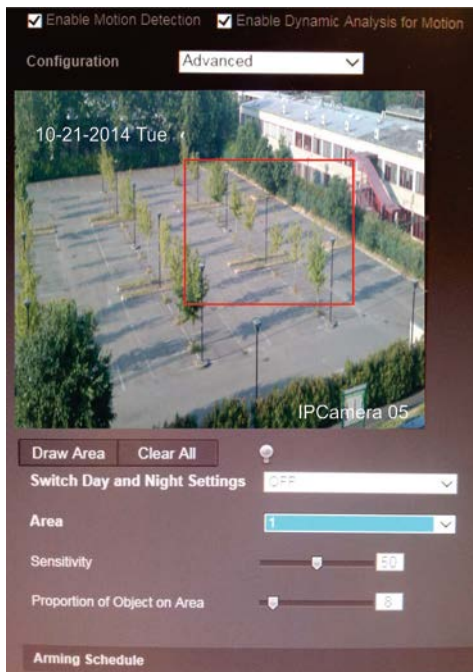 Enable Motion Detection Enable Dynamic Analysis for Motion
Configuration Advanced
10-21-2014 Tue
IPCamera 05
Draw Area Clear All
Switch Day and Night Settings OFF
Area 1
Sensitivity 50
Proportion of Object on Area 8
Arming Schedule